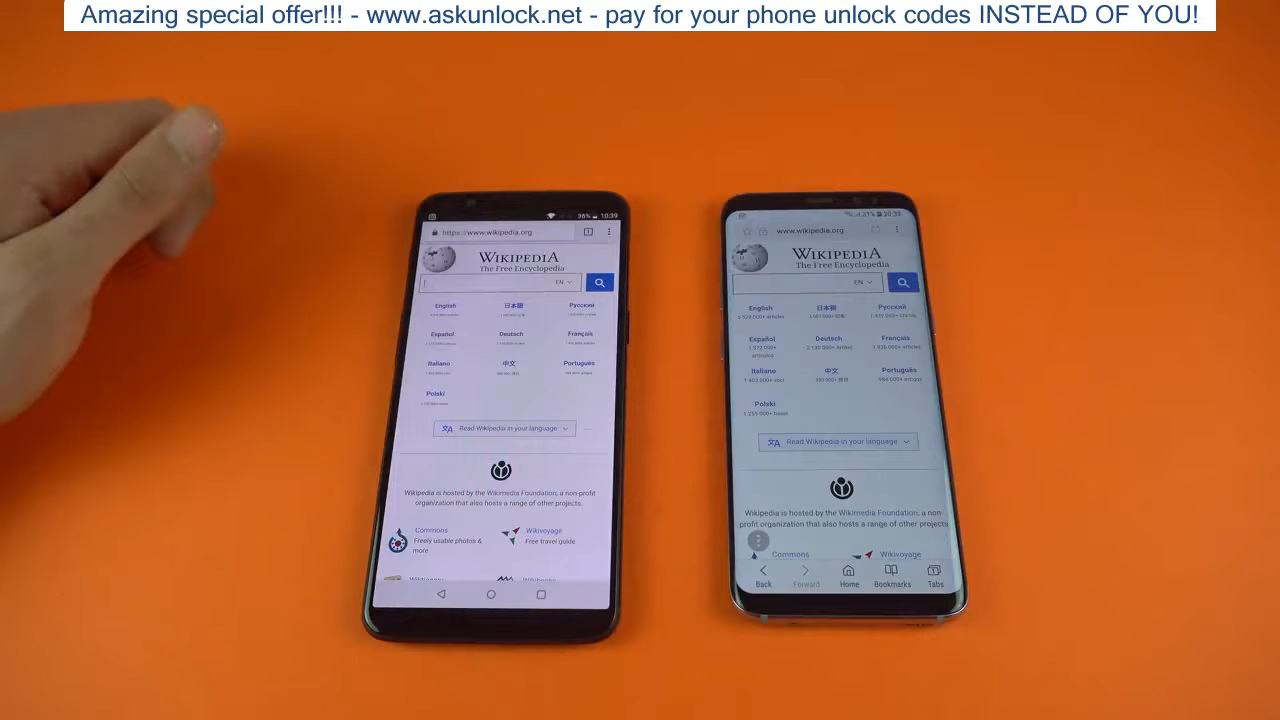 Amazing special offer!!! - www.askunlock.net - pay for your phone unlock codes INSTEAD OF YOU!
36% 10:39
https://www.wikipedia.org
WIKIPEDIA
The Free Encyclopedia
EN
English
日本語
Русский
Español
Deutsch
Français
Italiano
中文
Português
Polski
Read Wikipedia in your language
Wikipedia is hosted by the Wikimedia Foundation, a non-profit
organization that also hosts a range of other projects.
Commons
Freely usable photos &
more
Wikivoyage
Free travel guide
www.wikipedia.org
WIKIPEDIA
The Free Encyclopedia
EN
English
日本語
Русский
Español
Deutsch
Français
Italiano
中文
Português
Polski
Read Wikipedia in your language
Wikipedia is hosted by the Wikimedia Foundation, a non-
profit organization that also hosts a range of other projects
Commons
Wikivoyage
Back
Forward
Home
Bookmarks
Tabs